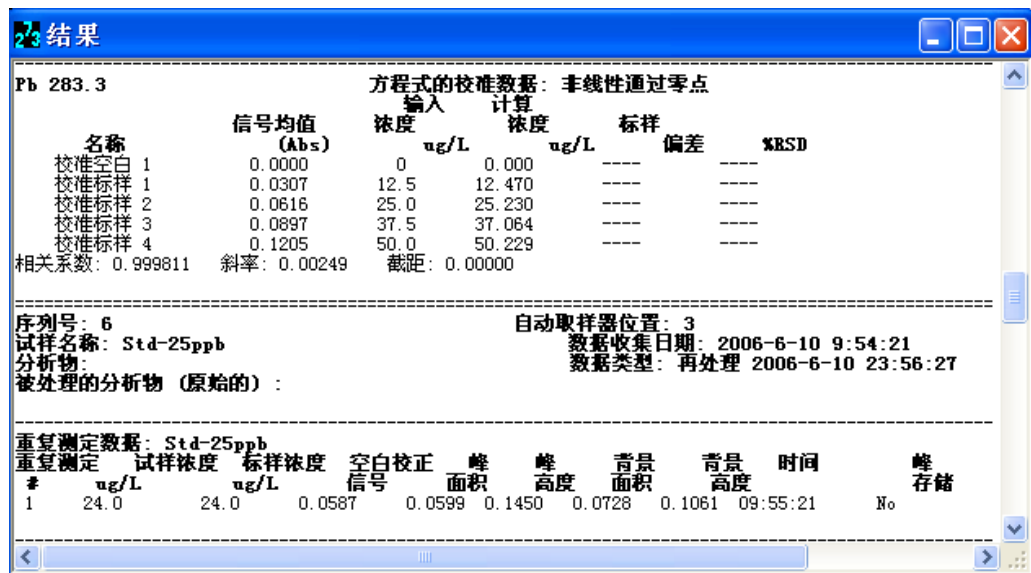 结果
Pb 283.3 方程式的校准数据: 非线性通过零点
输入 计算
信号均值 浓度 浓度 标样
名称 (Abs) ug/L ug/L 偏差 %RSD
校准空白 1 0.0000 0 0.000 ---- ----
校准标样 1 0.0307 12.5 12.470 ---- ----
校准标样 2 0.0616 25.0 25.230 ---- ----
校准标样 3 0.0897 37.5 37.064 ---- ----
校准标样 4 0.1205 50.0 50.229 ---- ----
相关系数: 0.999811 斜率: 0.00249 截距: 0.00000
序列号: 6 自动取样器位置: 3
试样名称: Std-25ppb 数据收集日期: 2006-6-10 9:54:21
分析物: 数据类型: 再处理 2006-6-10 23:56:27
被处理的分析物 (原始的) :
重复测定数据: Std-25ppb
重复测定 试样浓度 标样浓度 空白校正 峰 峰 背景 背景 时间 峰
# ug/L ug/L 信号 面积 高度 面积 高度 存储
1 24.0 24.0 0.0587 0.0599 0.1450 0.0728 0.1061 09:55:21 No